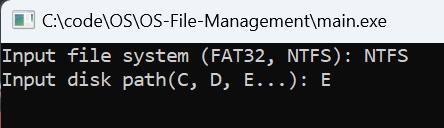 C:\code\OS\OS-File-Management\main.exe
Input file system (FAT32, NTFS): NTFS
Input disk path(C, D, E...): E